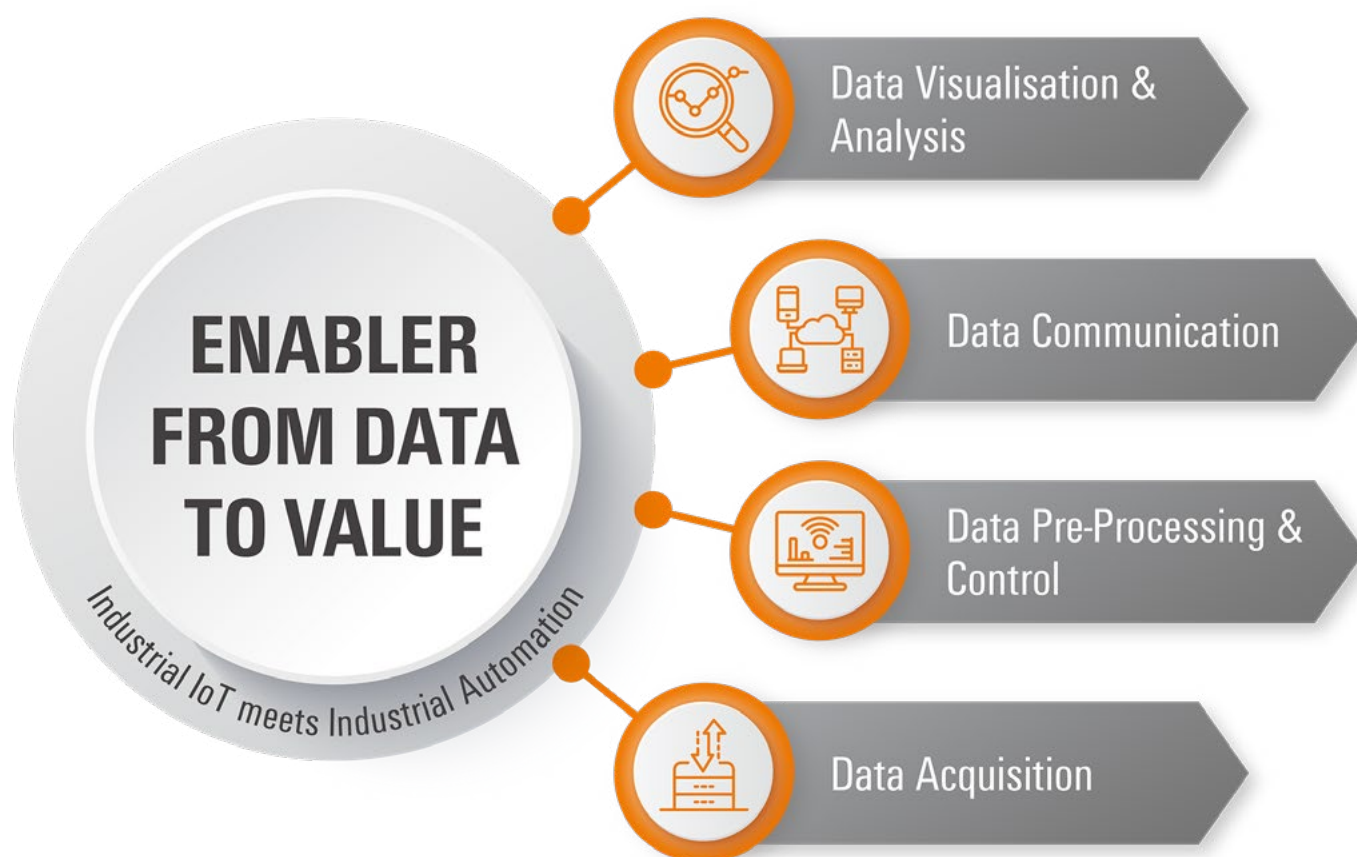 ENABLER
FROM DATA
TO VALUE
Industrial IoT meets Industrial Automation
Data Visualisation &
Analysis
Data Communication
Data Pre-Processing &
Control
Data Acquisition